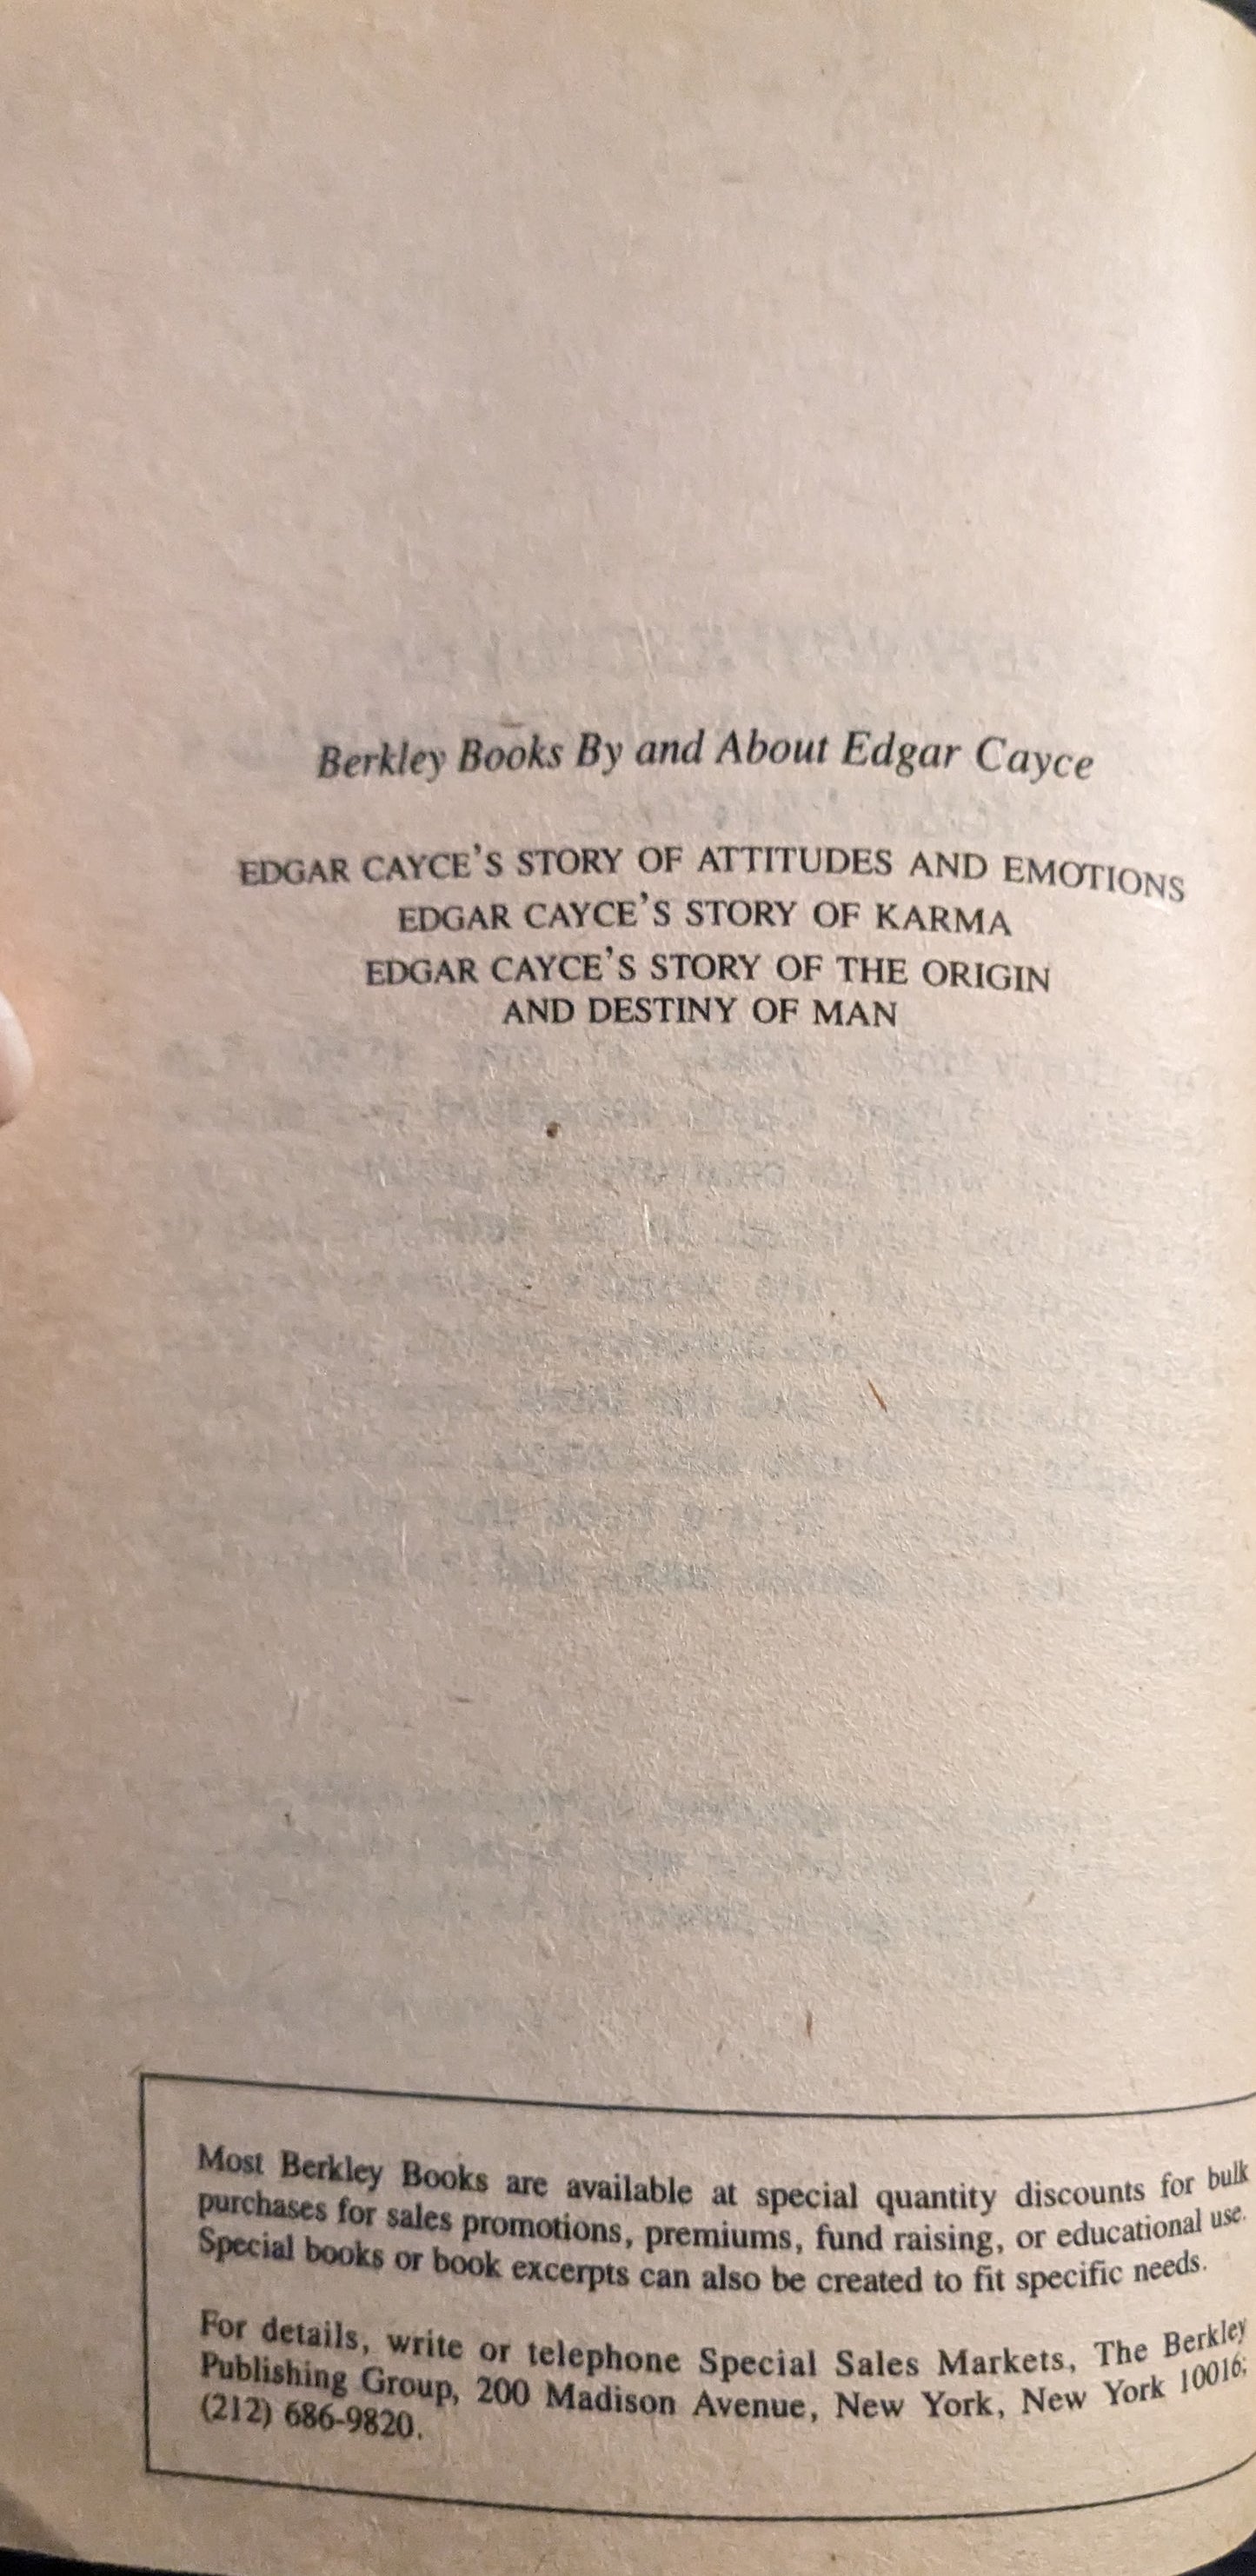 Berkley Books By and About Edgar Cayce
EDGAR CAYCE'S STORY OF ATTITUDES AND EMOTIONS
EDGAR CAYCE'S STORY OF KARMA
EDGAR CAYCE'S STORY OF THE ORIGIN
AND DESTINY OF MAN
Most Berkley Books are available at special quantity discounts for bulk
purchases for sales promotions, premiums, fund raising, or educational use.
Special books or book excerpts can also be created to fit specific needs.
For details, write or telephone Special Sales Markets, The Berkley
Publishing Group, 200 Madison Avenue, New York, New York 10016;
(212) 686-9820.